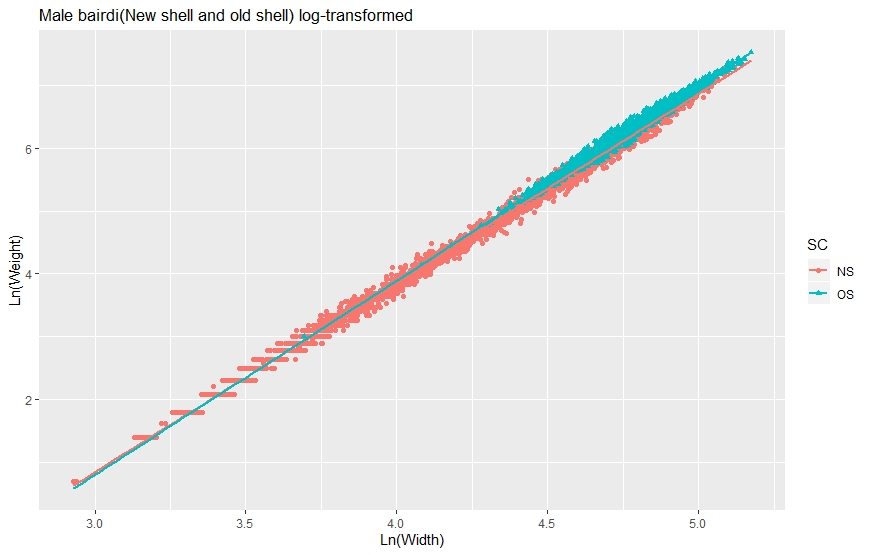 Male bairdi(New shell and old shell) log-transformed
Ln(Weight)
6
4
2
3.0 3.5 4.0 4.5 5.0
Ln(Width)
SC
NS
OS